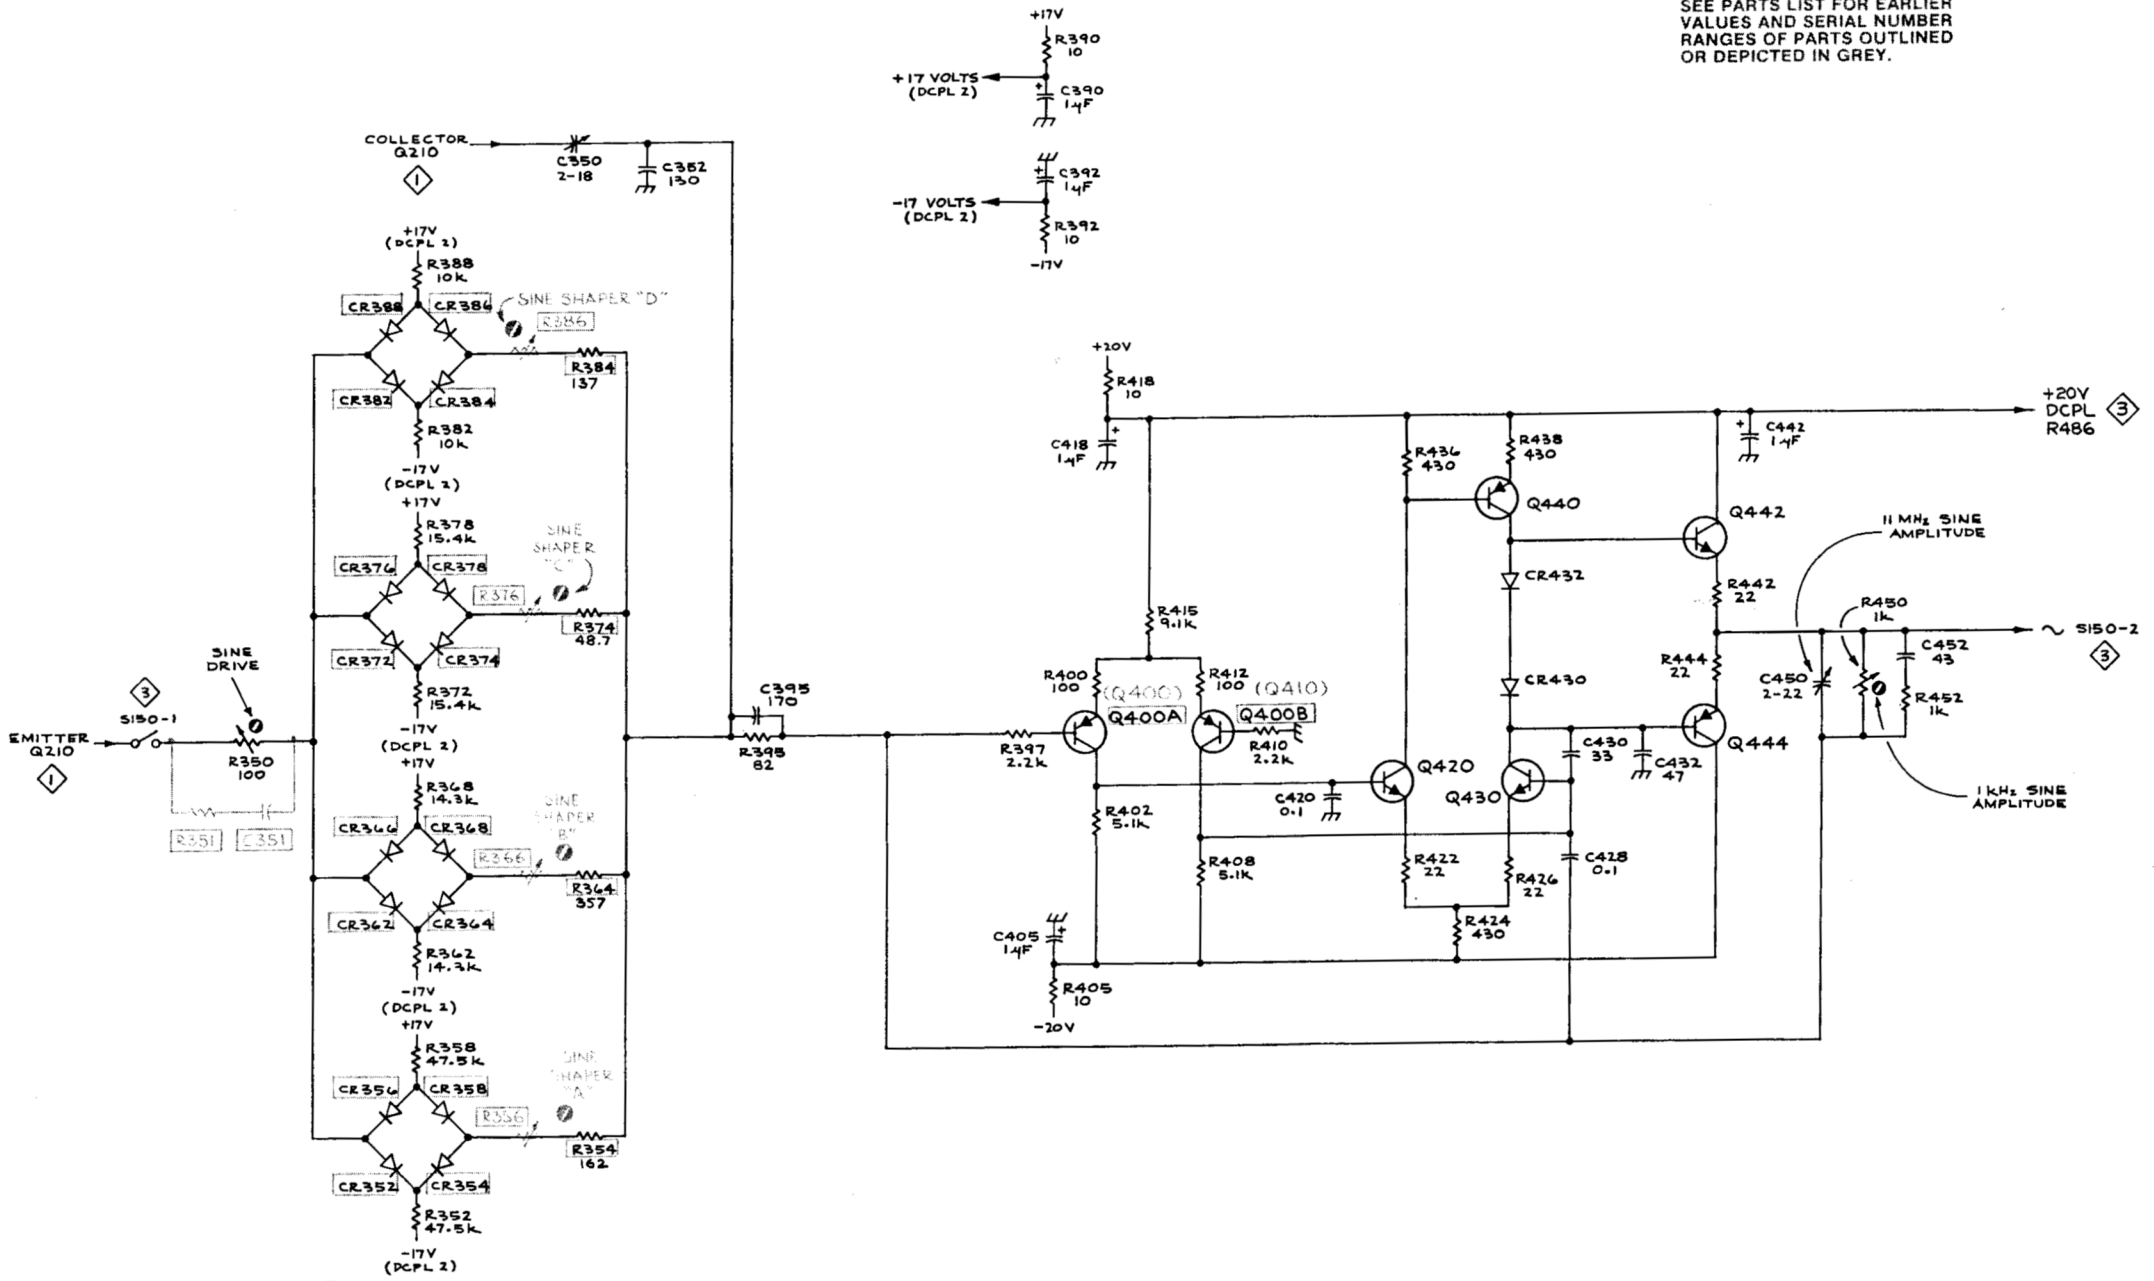 SEE PARTS LIST FOR EARLIER
VALUES AND SERIAL NUMBER
RANGES OF PARTS OUTLINED
OR DEPICTED IN GREY.
+17V
R390
10
+17 VOLTS
(DCPL 2)
C390
1µF
C392
1µF
-17 VOLTS
(DCPL 2)
R392
10
-17V
COLLECTOR
Q210
1
C350
2-18
C352
130
+17V
(DCPL 2)
R388
10k
CR388
CR386
SINE SHAPER "D"
R386
R384
137
CR382
CR384
R382
10k
-17V
(DCPL 2)
+17V
R378
15.4k
CR376
CR378
SINE
SHAPER
"C"
R376
R374
48.7
CR372
CR374
R372
15.4k
-17V
(DCPL 2)
+17V
R368
14.3k
CR366
CR368
SINE
SHAPER
"B"
R366
R364
357
CR362
CR364
R362
14.3k
-17V
(DCPL 2)
+17V
R358
47.5k
CR356
CR358
SINE
SHAPER
"A"
R356
R354
162
CR352
CR354
R352
47.5k
-17V
(DCPL 2)
SINE
DRIVE
3
S150-1
EMITTER
Q210
1
R350
100
R351
C351
C395
170
R395
82
R397
2.2k
+20V
R418
10
C418
1µF
R415
9.1k
R400
100
(Q400)
Q400A
R412
100
(Q410)
Q400B
R410
2.2k
R402
5.1k
R408
5.1k
C405
1µF
R405
10
-20V
C420
0.1
Q420
R422
22
R424
430
R426
22
Q430
C428
0.1
C430
33
C432
47
R436
430
R438
430
Q440
CR432
CR430
Q442
R442
22
R444
22
Q444
C442
1µF
+20V
DCPL
R486
3
11 MHz SINE
AMPLITUDE
R450
1k
C450
2-22
C452
43
R452
1k
~ S150-2
3
1 kHz SINE
AMPLITUDE